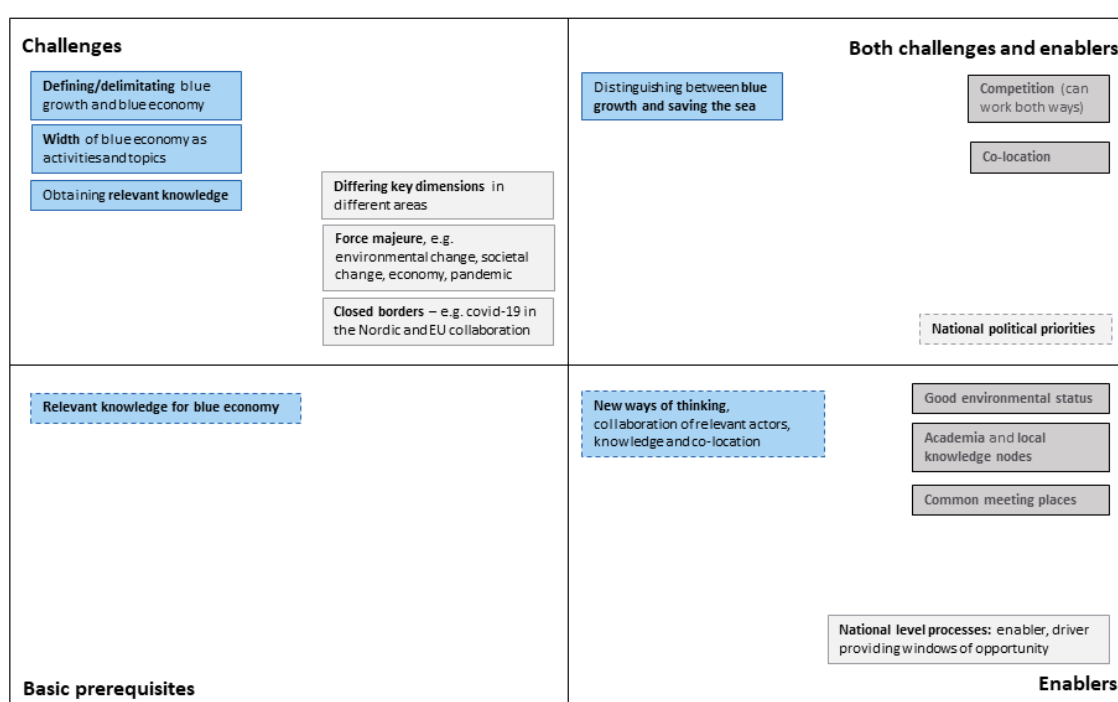 Challenges
Defining/delimitating blue
growth and blue economy
Width of blue economy as
activities and topics
Obtaining relevant knowledge
Differing key dimensions in
different areas
Force majeure, e.g.
environmental change, societal
change, economy, pandemic
Closed borders – e.g. covid-19 in
the Nordic and EU collaboration
Both challenges and enablers
Distinguishing between blue
growth and saving the sea
Competition (can
work both ways)
Co-location
National political priorities
Relevant knowledge for blue economy
Basic prerequisites
New ways of thinking,
collaboration of relevant actors,
knowledge and co-location
Good environmental status
Academia and local
knowledge nodes
Common meeting places
National level processes: enabler, driver
providing windows of opportunity
Enablers